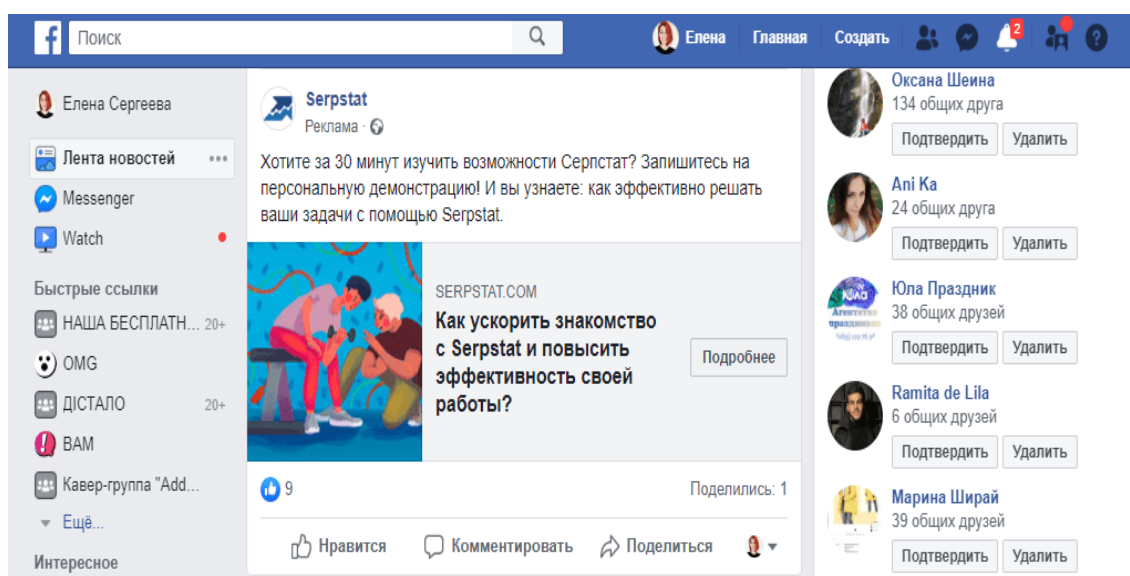 f
Поиск
Елена
Главная
Создать
2
?
Елена Сергеева
Лента новостей
Messenger
Watch
Быстрые ссылки
НАША БЕСПЛАТН... 20+
OMG
ДІСТАЛО 20+
BAM
Кавер-группа "Add...
Ещё...
Интересное
Serpstat
Реклама ·
Хотите за 30 минут изучить возможности Серпстат? Запишитесь на
персональную демонстрацию! И вы узнаете: как эффективно решать
ваши задачи с помощью Serpstat.
SERPSTAT.COM
Как ускорить знакомство
с Serpstat и повысить
эффективность своей
работы?
Подробнее
9
Поделились: 1
Нравится
Комментировать
Поделиться
Оксана Шеина
134 общих друга
Подтвердить Удалить
Ani Ka
24 общих друга
Подтвердить Удалить
Юла Праздник
38 общих друзей
Подтвердить Удалить
Ramita de Lila
6 общих друзей
Подтвердить Удалить
Марина Ширай
39 общих друзей
Подтвердить Удалить